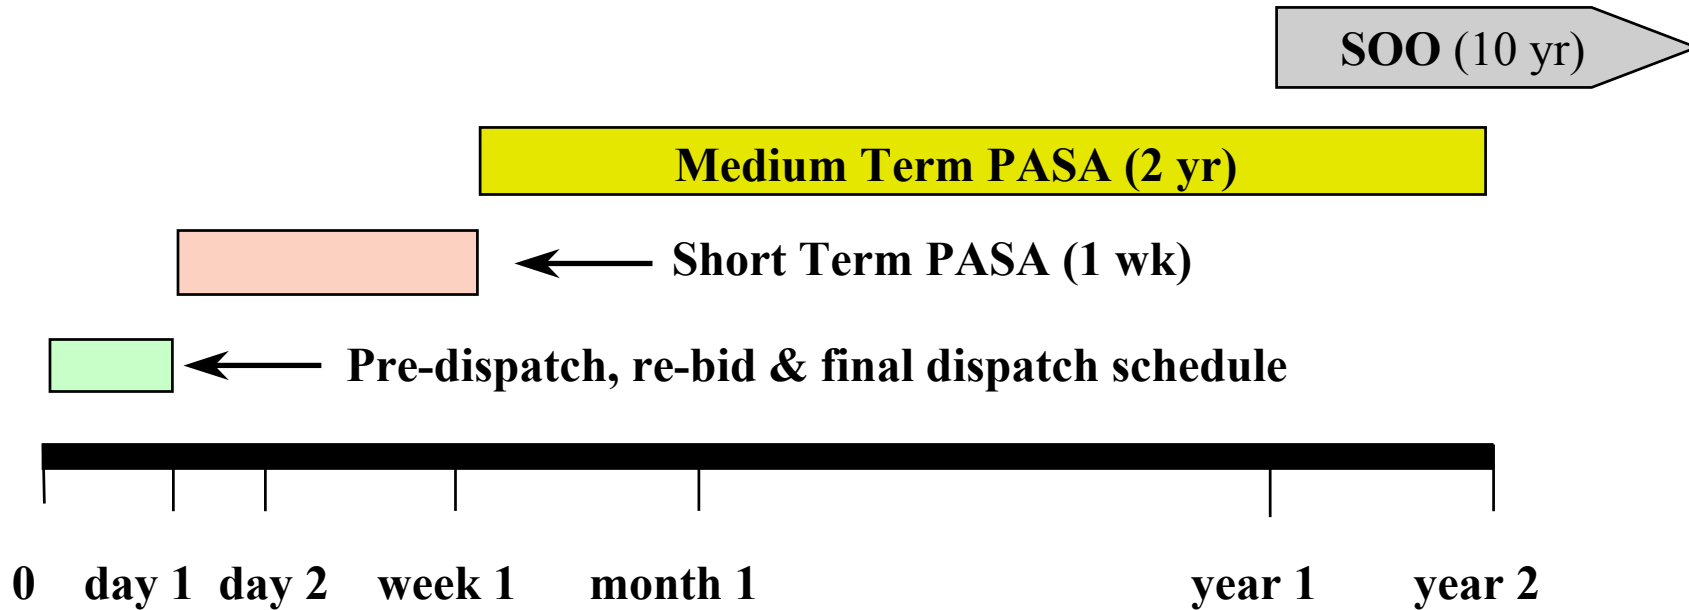 SOO (10 yr)
Medium Term PASA (2 yr)
Short Term PASA (1 wk)
Pre-dispatch, re-bid & final dispatch schedule
0 day 1 day 2 week 1 month 1 year 1 year 2